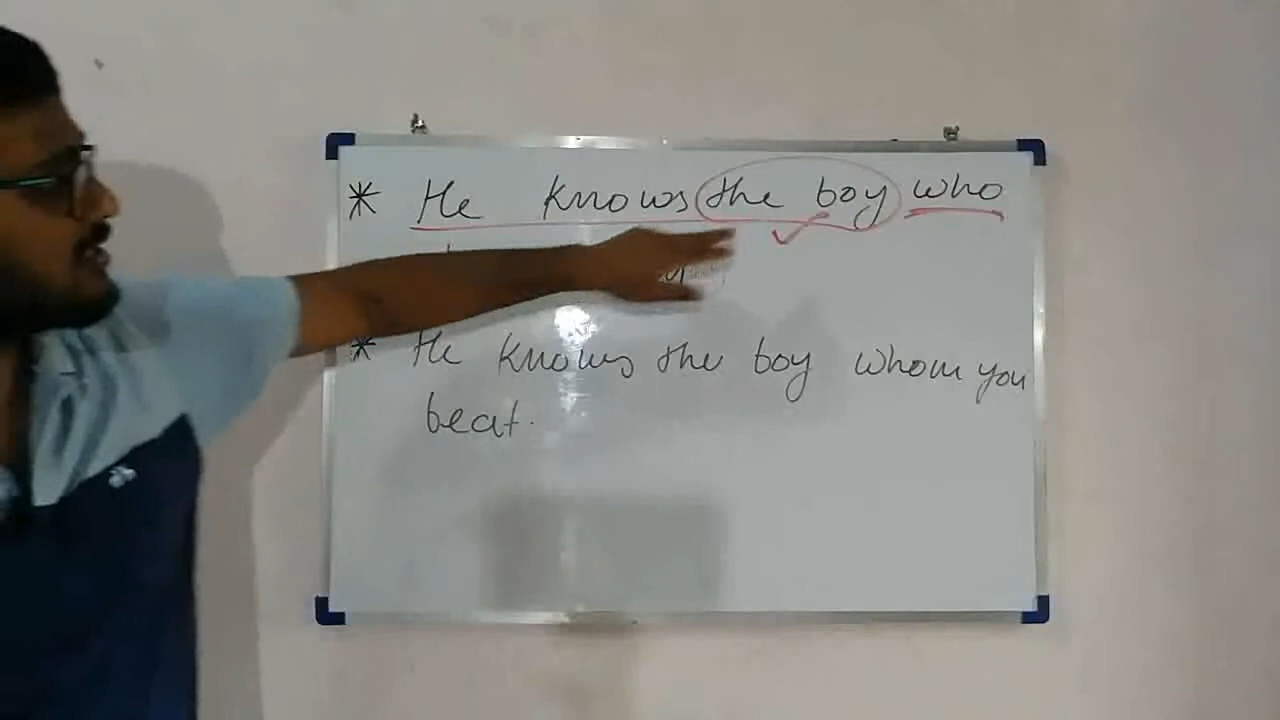 * He knows the boy who
* He knows the boy whom you
beat.